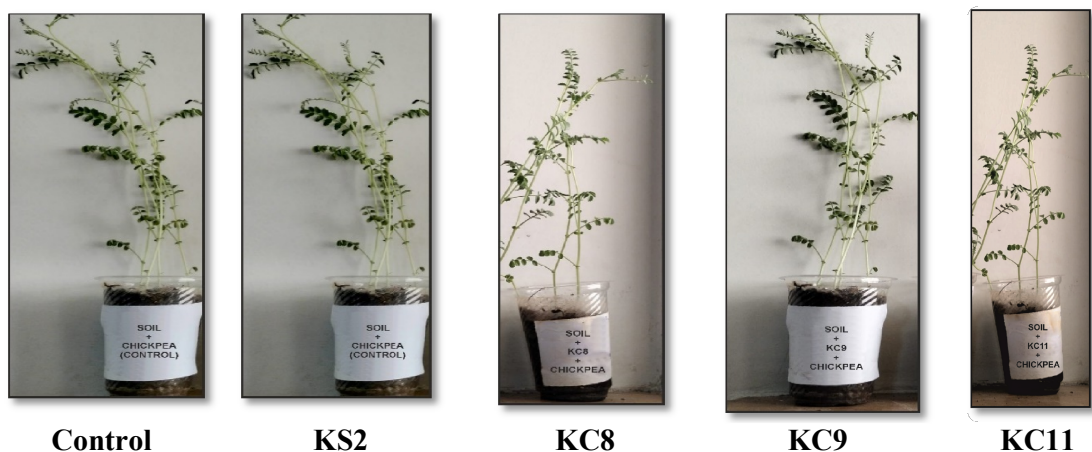 SOIL
+
CHICKPEA
(CONTROL)
SOIL
+
CHICKPEA
(CONTROL)
SOIL
+
KC8
+
CHICKPEA
SOIL
+
KC9
+
CHICKPEA
SOIL
+
KC11
+
CHICKPEA
Control
KS2
KC8
KC9
KC11